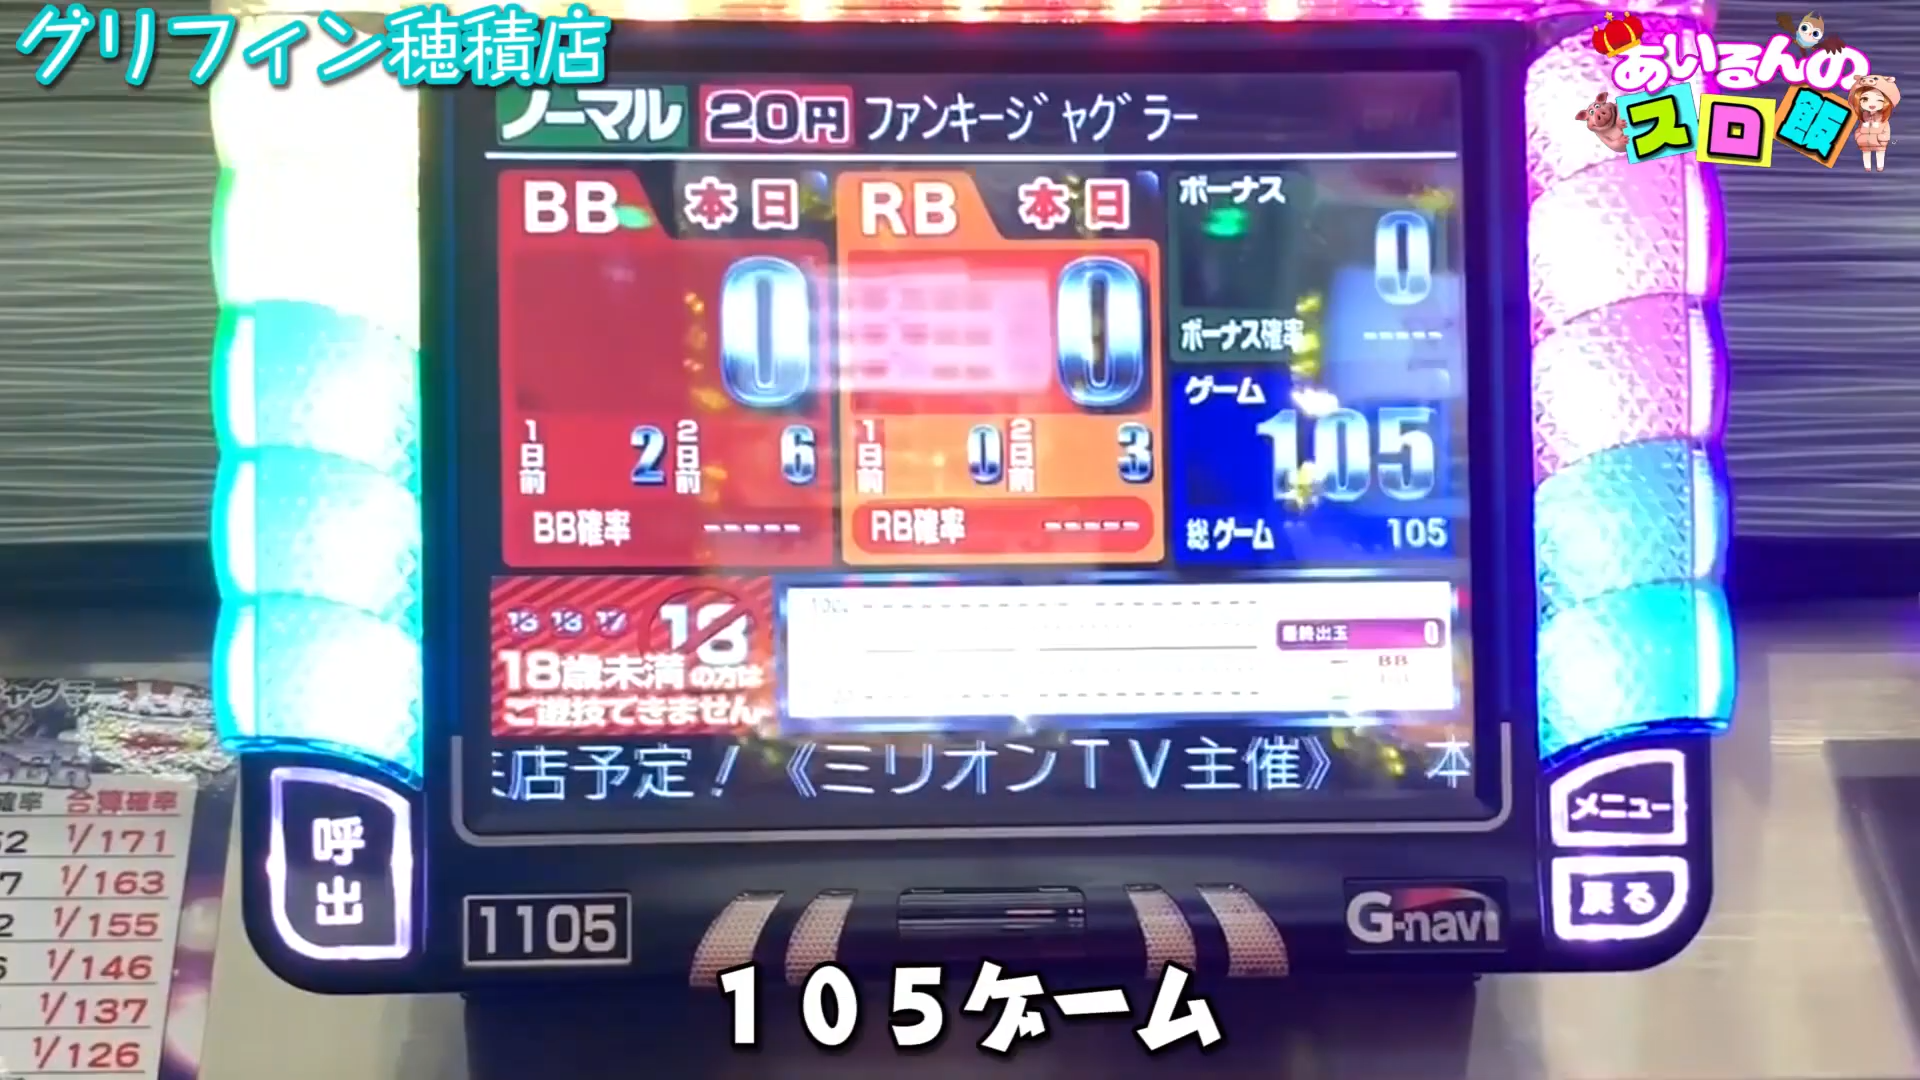 グリフィン穂積店
あいるんの
スロ飯
ノーマル 20円 ファンキージャグラー
BB 本日 0
1日前 2 2日前 6
BB確率 -----
RB 本日 0
1日前 0 2日前 3
RB確率 -----
ボーナス 0
ボーナス確率 -----
ゲーム 105
総ゲーム 105
18歳未満の方は
ご遊技できません
最終出玉 0
店予定！《ミリオンTV主催》 本
呼出
メニュー
戻る
1105
G-navi
確率 合算確率
1/171
1/163
1/155
1/146
1/137
1/126
１０５ゲーム